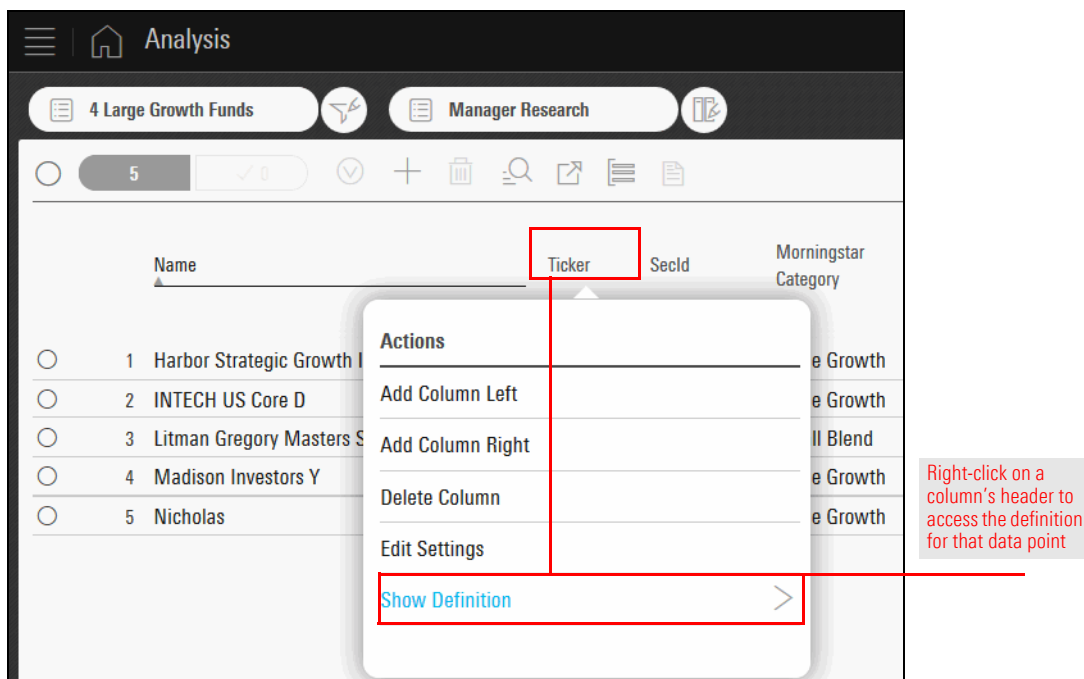 Analysis
4 Large Growth Funds
Manager Research
5
✓ 0
Name
Ticker
SecId
Morningstar
Category
1 Harbor Strategic Growth I
e Growth
2 INTECH US Core D
e Growth
3 Litman Gregory Masters S
ll Blend
4 Madison Investors Y
e Growth
5 Nicholas
e Growth
Actions
Add Column Left
Add Column Right
Delete Column
Edit Settings
Show Definition
Right-click on a
column's header to
access the definition
for that data point